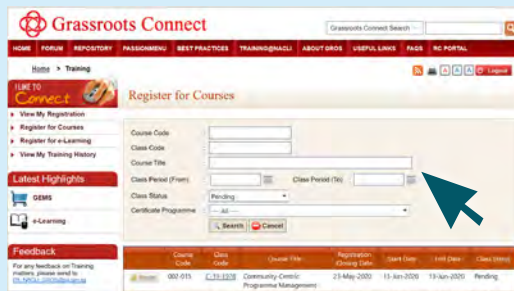 Grassroots Connect
Grassroots Connect Search
HOME FORUM REPOSITORY PASSIONMENU BEST PRACTICES TRAINING@NACLI ABOUT GROS USEFUL LINKS FAQS RC PORTAL
Home > Training
A A A Logout
I LIKE TO
Connect
Register for Courses
View My Registration
Register for Courses
Register for e-Learning
View My Training History
Course Code :
Class Code :
Course Title :
Class Period (From) : Class Period (To) :
Class Status : Pending
Certificate Programme : --- All ---
Search Cancel
Latest Highlights
GEMS
e-Learning
Feedback
For any feedback on Training
matters, please send to
Course Code Class Code Course Title Registration Closing Date Start Date End Date Class Status
002-015 Community-Centric Programme Management 23-May-2020 13-Jun-2020 13-Jun-2020 Pending